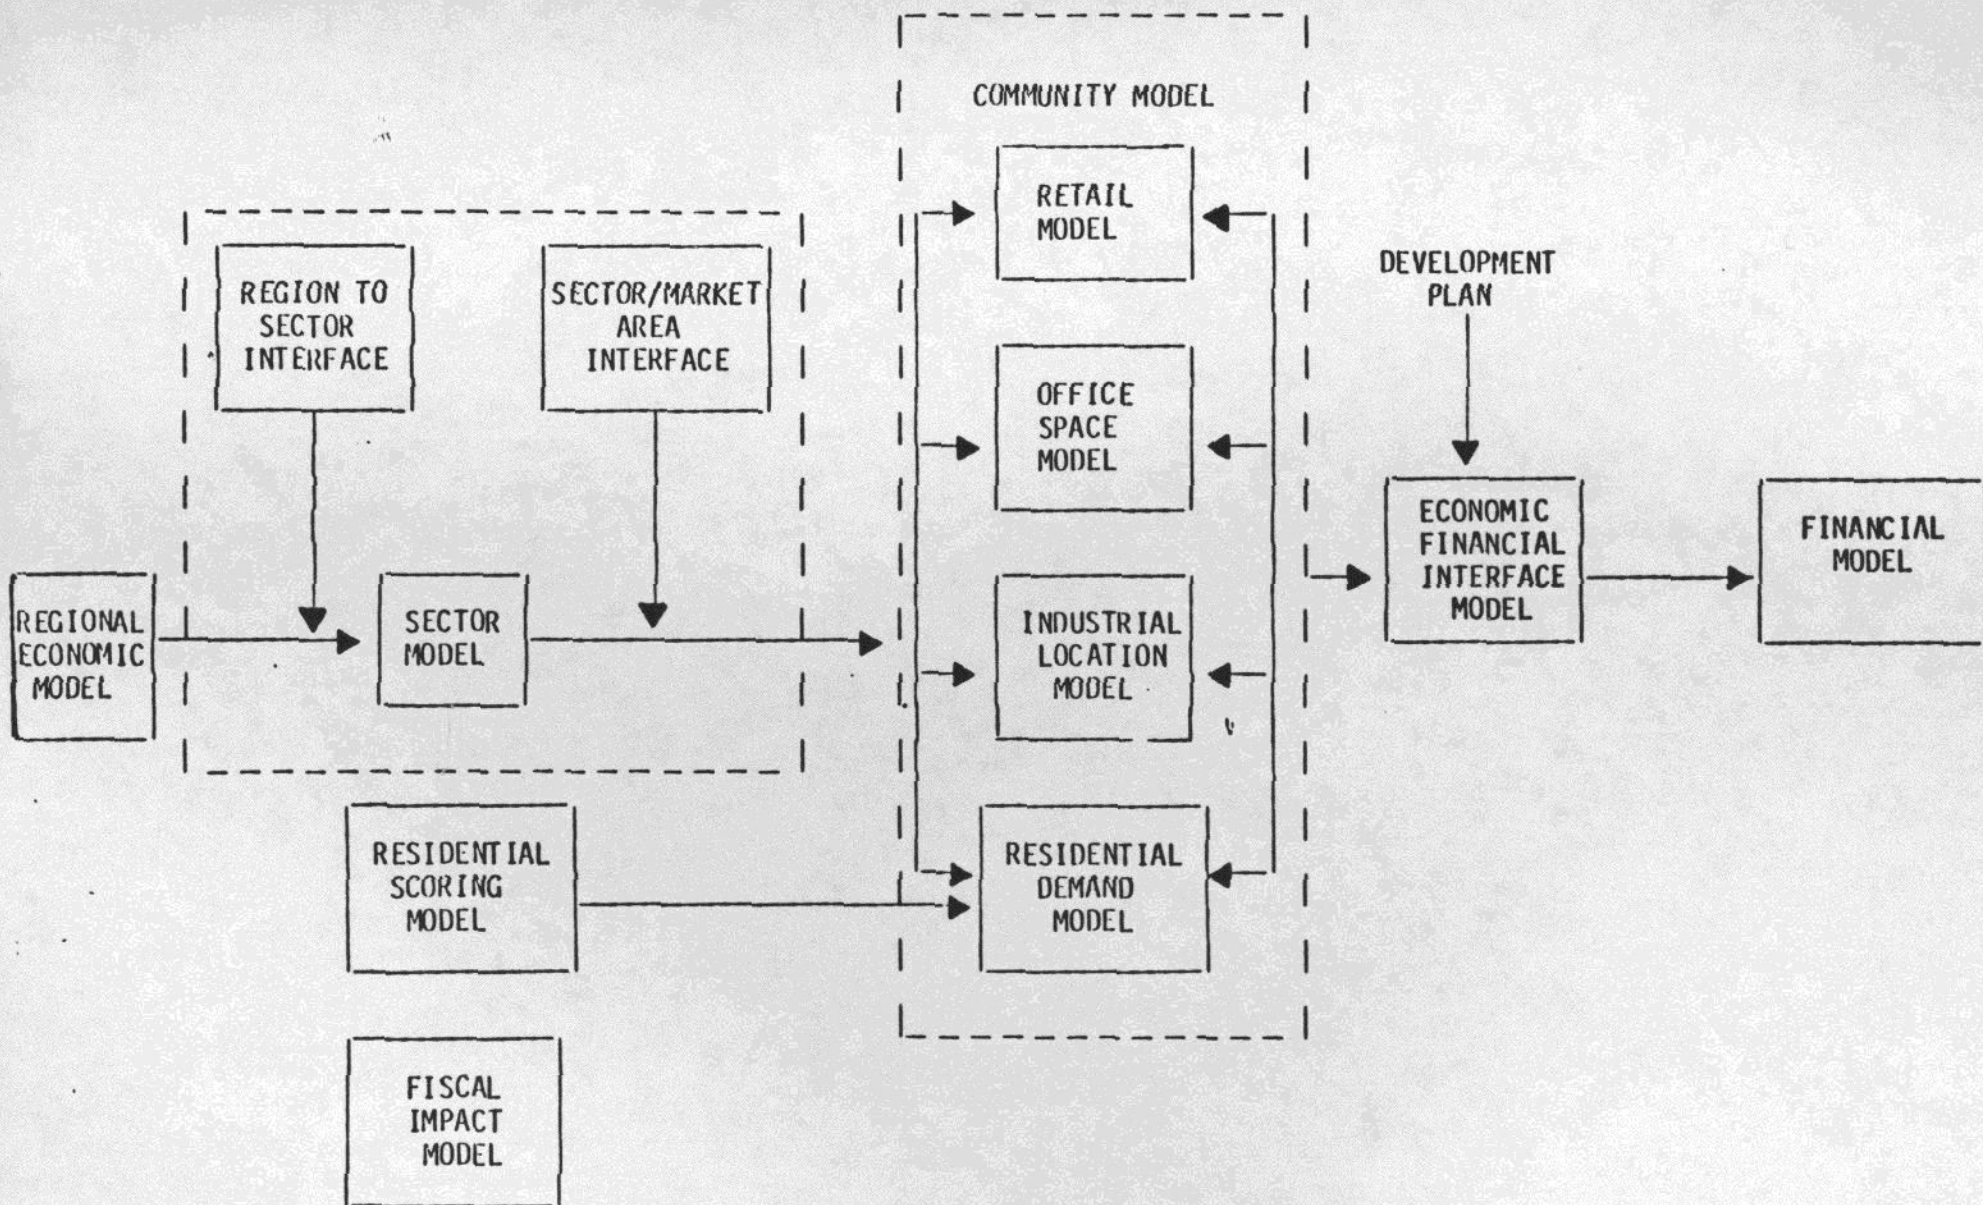 COMMUNITY MODEL
RETAIL
MODEL
REGION TO
SECTOR
INTERFACE
SECTOR/MARKET
AREA
INTERFACE
DEVELOPMENT
PLAN
OFFICE
SPACE
MODEL
REGIONAL
ECONOMIC
MODEL
SECTOR
MODEL
INDUSTRIAL
LOCATION
MODEL
ECONOMIC
FINANCIAL
INTERFACE
MODEL
FINANCIAL
MODEL
RESIDENTIAL
SCORING
MODEL
RESIDENTIAL
DEMAND
MODEL
FISCAL
IMPACT
MODEL